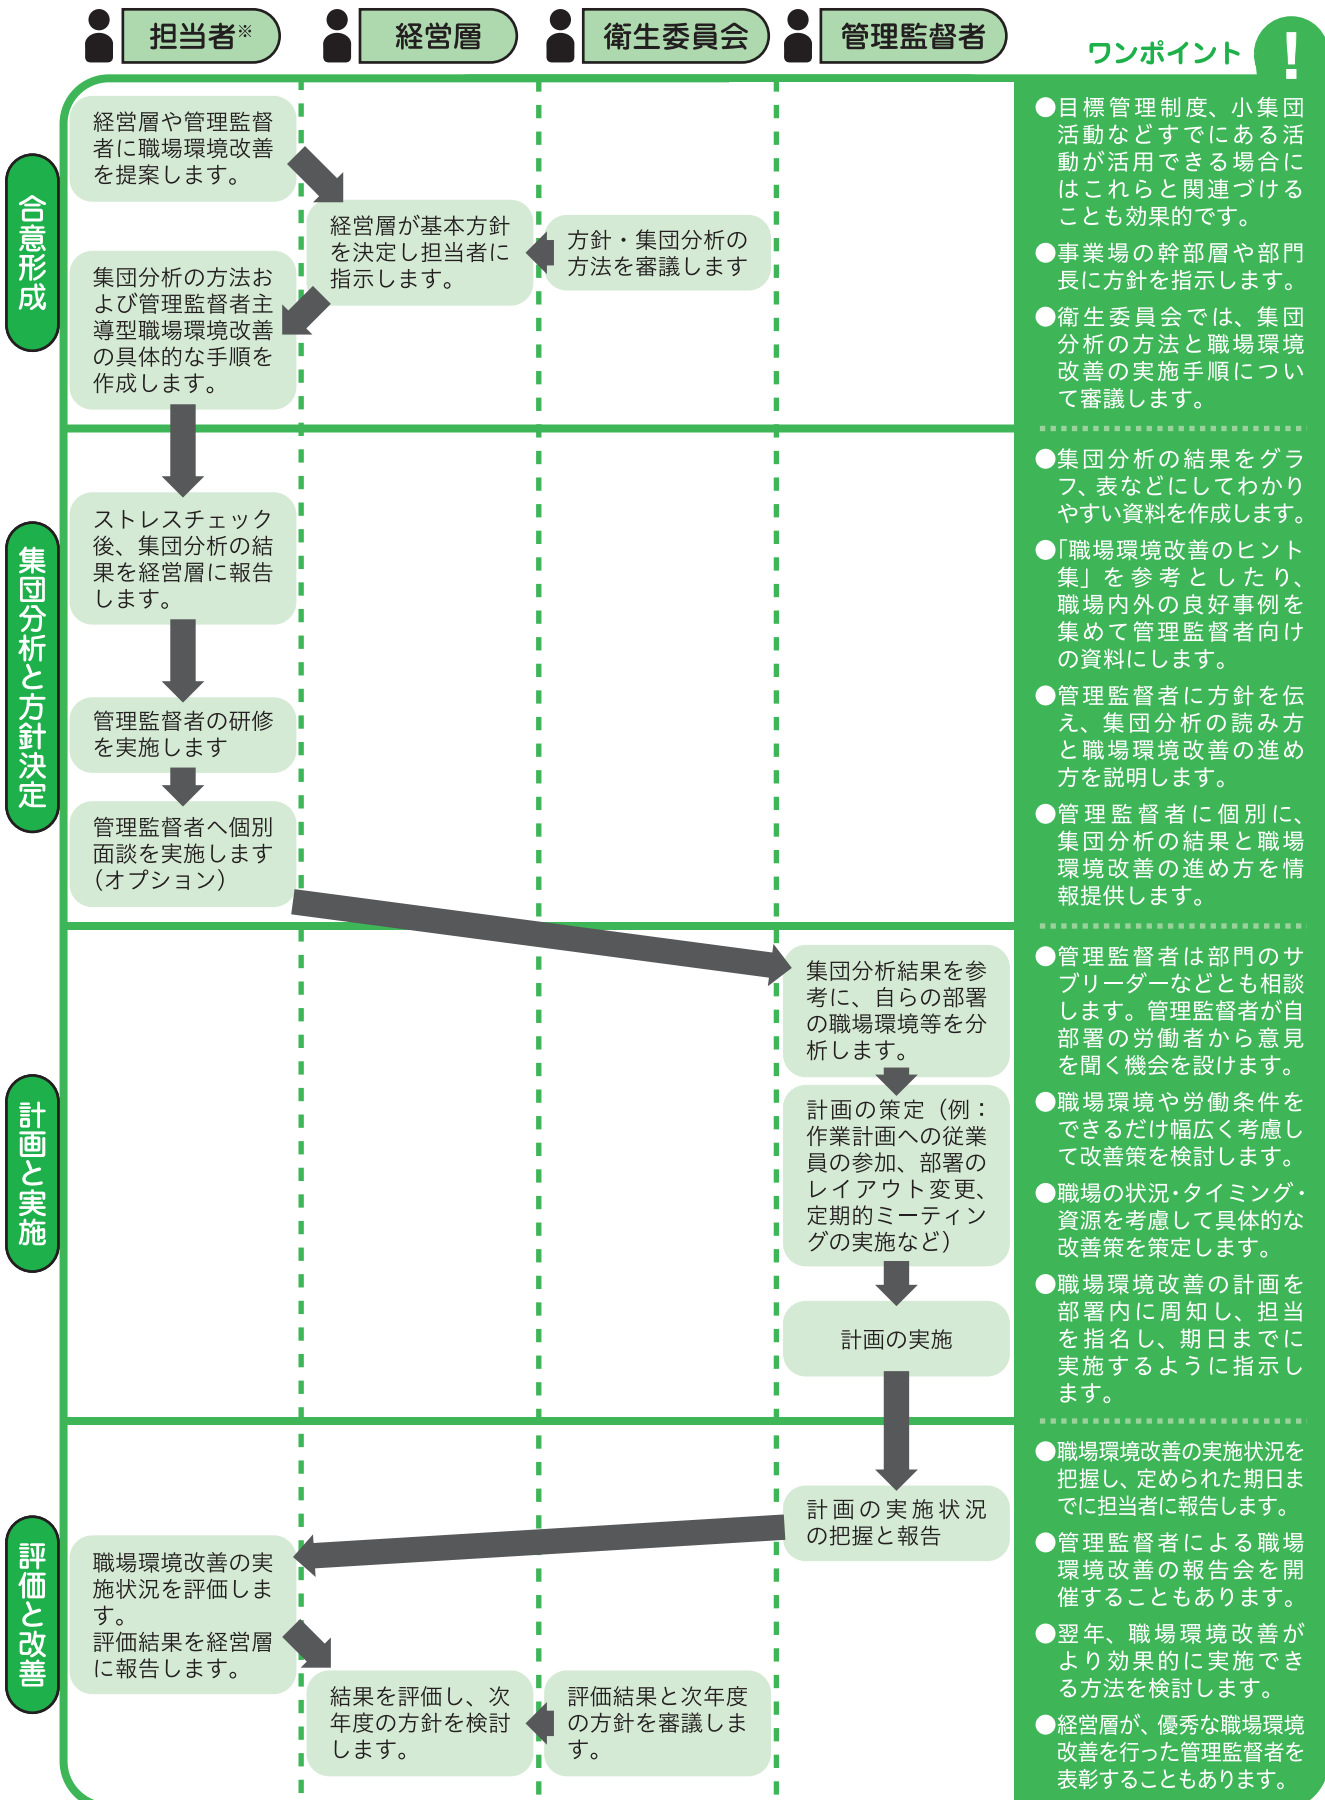 担当者※
経営層
衛生委員会
管理監督者
ワンポイント
!
合意形成
経営層や管理監督
者に職場環境改善
を提案します。
経営層が基本方針
を決定し担当者に
指示します。
方針・集団分析の
方法を審議します
集団分析の方法お
よび管理監督者主
導型職場環境改善
の具体的な手順を
作成します。
●目標管理制度、小集団
活動などすでにある活
動が活用できる場合に
はこれらと関連づける
ことも効果的です。
●事業場の幹部層や部門
長に方針を指示します。
●衛生委員会では、集団
分析の方法と職場環境
改善の実施手順につい
て審議します。
集団分析と方針決定
ストレスチェック
後、集団分析の結
果を経営層に報告
します。
管理監督者の研修
を実施します
管理監督者へ個別
面談を実施します
（オプション）
●集団分析の結果をグラ
フ、表などにしてわかり
やすい資料を作成します。
●「職場環境改善のヒント
集」を参考としたり、
職場内外の良好事例を
集めて管理監督者向け
の資料にします。
●管理監督者に方針を伝
え、集団分析の読み方
と職場環境改善の進め
方を説明します。
●管理監督者に個別に、
集団分析の結果と職場
環境改善の進め方を情
報提供します。
計画と実施
集団分析結果を参
考に、自らの部署
の職場環境等を分
析します。
計画の策定（例：
作業計画への従業
員の参加、部署の
レイアウト変更、
定期的ミーティン
グの実施など）
計画の実施
●管理監督者は部門のサ
ブリーダーなどとも相談
します。管理監督者が自
部署の労働者から意見
を聞く機会を設けます。
●職場環境や労働条件を
できるだけ幅広く考慮し
て改善策を検討します。
●職場の状況・タイミング・
資源を考慮して具体的な
改善策を策定します。
●職場環境改善の計画を
部署内に周知し、担当
を指名し、期日までに
実施するように指示し
ます。
評価と改善
計画の実施状況
の把握と報告
職場環境改善の実
施状況を評価しま
す。
評価結果を経営層
に報告します。
結果を評価し、次
年度の方針を検討
します。
評価結果と次年度
の方針を審議しま
す。
●職場環境改善の実施状況を
把握し、定められた期日ま
でに担当者に報告します。
●管理監督者による職場
環境改善の報告会を開
催することもあります。
●翌年、職場環境改善が
より効果的に実施でき
る方法を検討します。
●経営層が、優秀な職場環境
改善を行った管理監督者を
表彰することもあります。